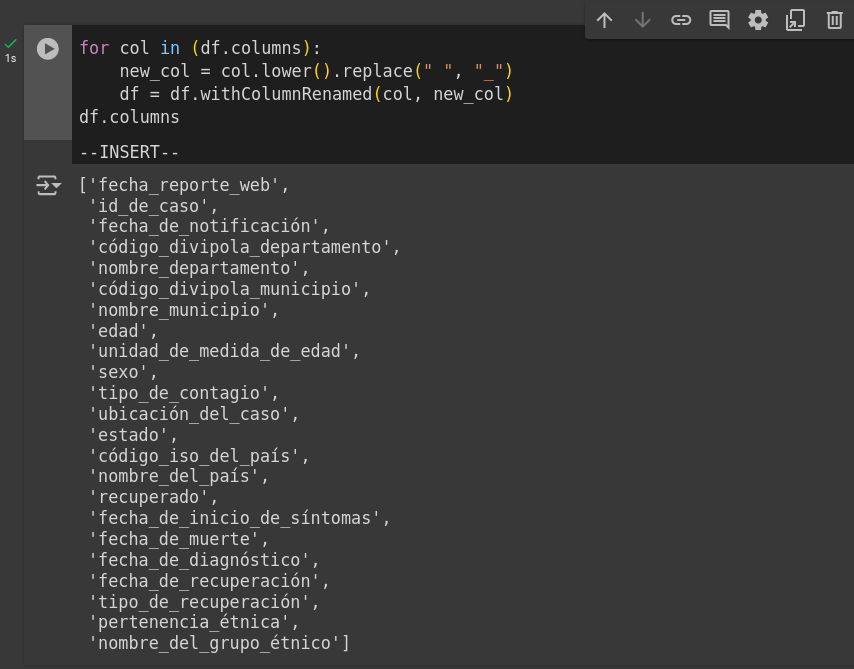 for col in (df.columns):
    new_col = col.lower().replace(" ", "_")
    df = df.withColumnRenamed(col, new_col)
df.columns
--INSERT--
1s
['fecha_reporte_web',
 'id_de_caso',
 'fecha_de_notificación',
 'código_divipola_departamento',
 'nombre_departamento',
 'código_divipola_municipio',
 'nombre_municipio',
 'edad',
 'unidad_de_medida_de_edad',
 'sexo',
 'tipo_de_contagio',
 'ubicación_del_caso',
 'estado',
 'código_iso_del_país',
 'nombre_del_país',
 'recuperado',
 'fecha_de_inicio_de_síntomas',
 'fecha_de_muerte',
 'fecha_de_diagnóstico',
 'fecha_de_recuperación',
 'tipo_de_recuperación',
 'pertenencia_étnica',
 'nombre_del_grupo_étnico']